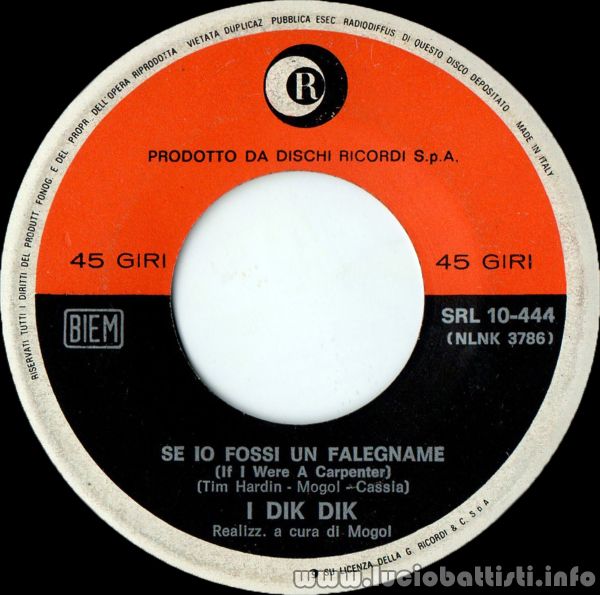 RISERVATI TUTTI I DIRITTI DEL PRODUTT. FONOG. E DEL PROPR. DELL'OPERA RIPRODOTTA VIETATA DUPLICAZ. PUBBLICA ESEC. RADIODIFFUS. DI QUESTO DISCO DEPOSITATO MADE IN ITALY
R
PRODOTTO DA DISCHI RICORDI S.p.A.
45 GIRI 45 GIRI
BIEM
SRL 10-444
(NLNK 3786)
SE IO FOSSI UN FALEGNAME
(If I Were A Carpenter)
(Tim Hardin - Mogol - Cassia)
I DIK DIK
Realizz. a cura di Mogol
SU LICENZA DELLA G. RICORDI & C. SpA
www.luciobattisti.info